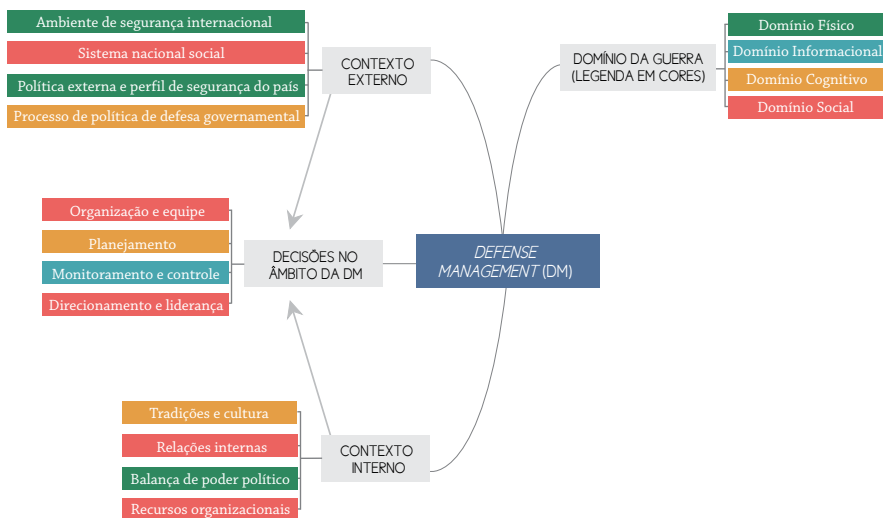 Ambiente de segurança internacional
Sistema nacional social
Política externa e perfil de segurança do país
Processo de política de defesa governamental
CONTEXTO
EXTERNO
DOMÍNIO DA GUERRA
(LEGENDA EM CORES)
Domínio Físico
Domínio Informacional
Domínio Cognitivo
Domínio Social
Organização e equipe
Planejamento
Monitoramento e controle
Direcionamento e liderança
DECISÕES NO
ÂMBITO DA DM
DEFENSE
MANAGEMENT (DM)
Tradições e cultura
Relações internas
Balança de poder político
Recursos organizacionais
CONTEXTO
INTERNO